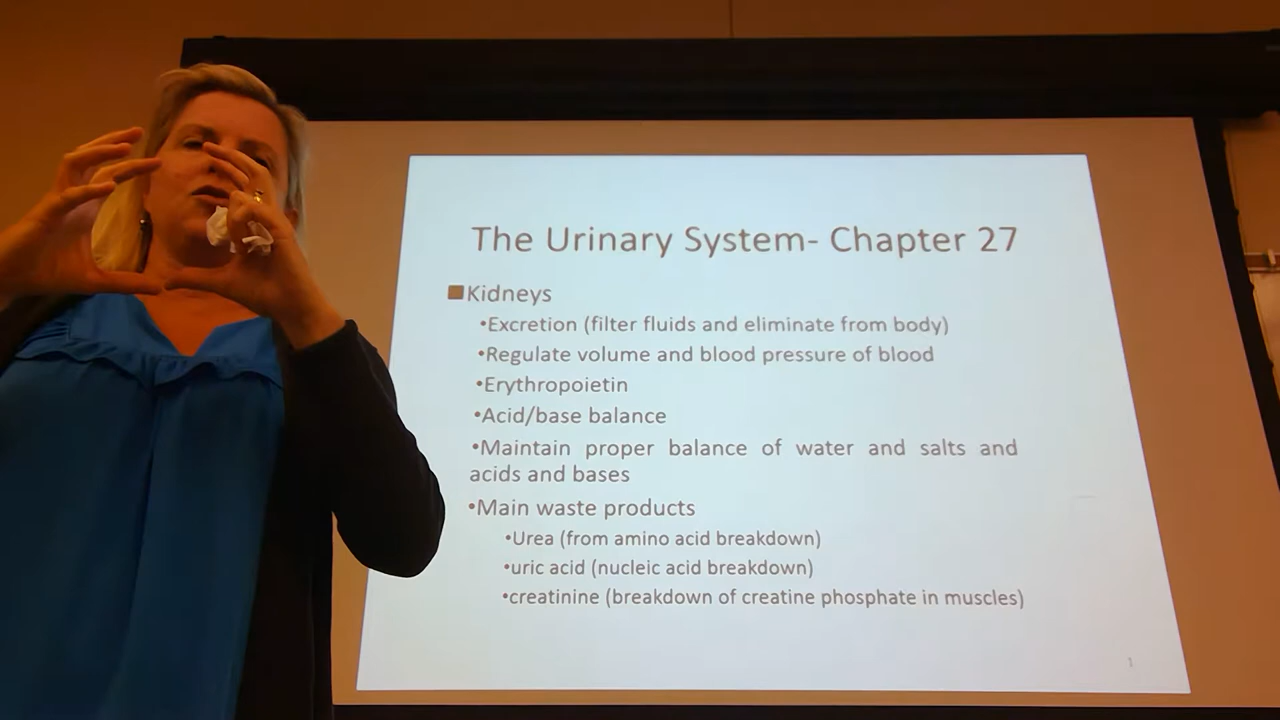 The Urinary System- Chapter 27
■Kidneys
•Excretion (filter fluids and eliminate from body)
•Regulate volume and blood pressure of blood
•Erythropoietin
•Acid/base balance
•Maintain proper balance of water and salts and
acids and bases
•Main waste products
•Urea (from amino acid breakdown)
•uric acid (nucleic acid breakdown)
•creatinine (breakdown of creatine phosphate in muscles)
1